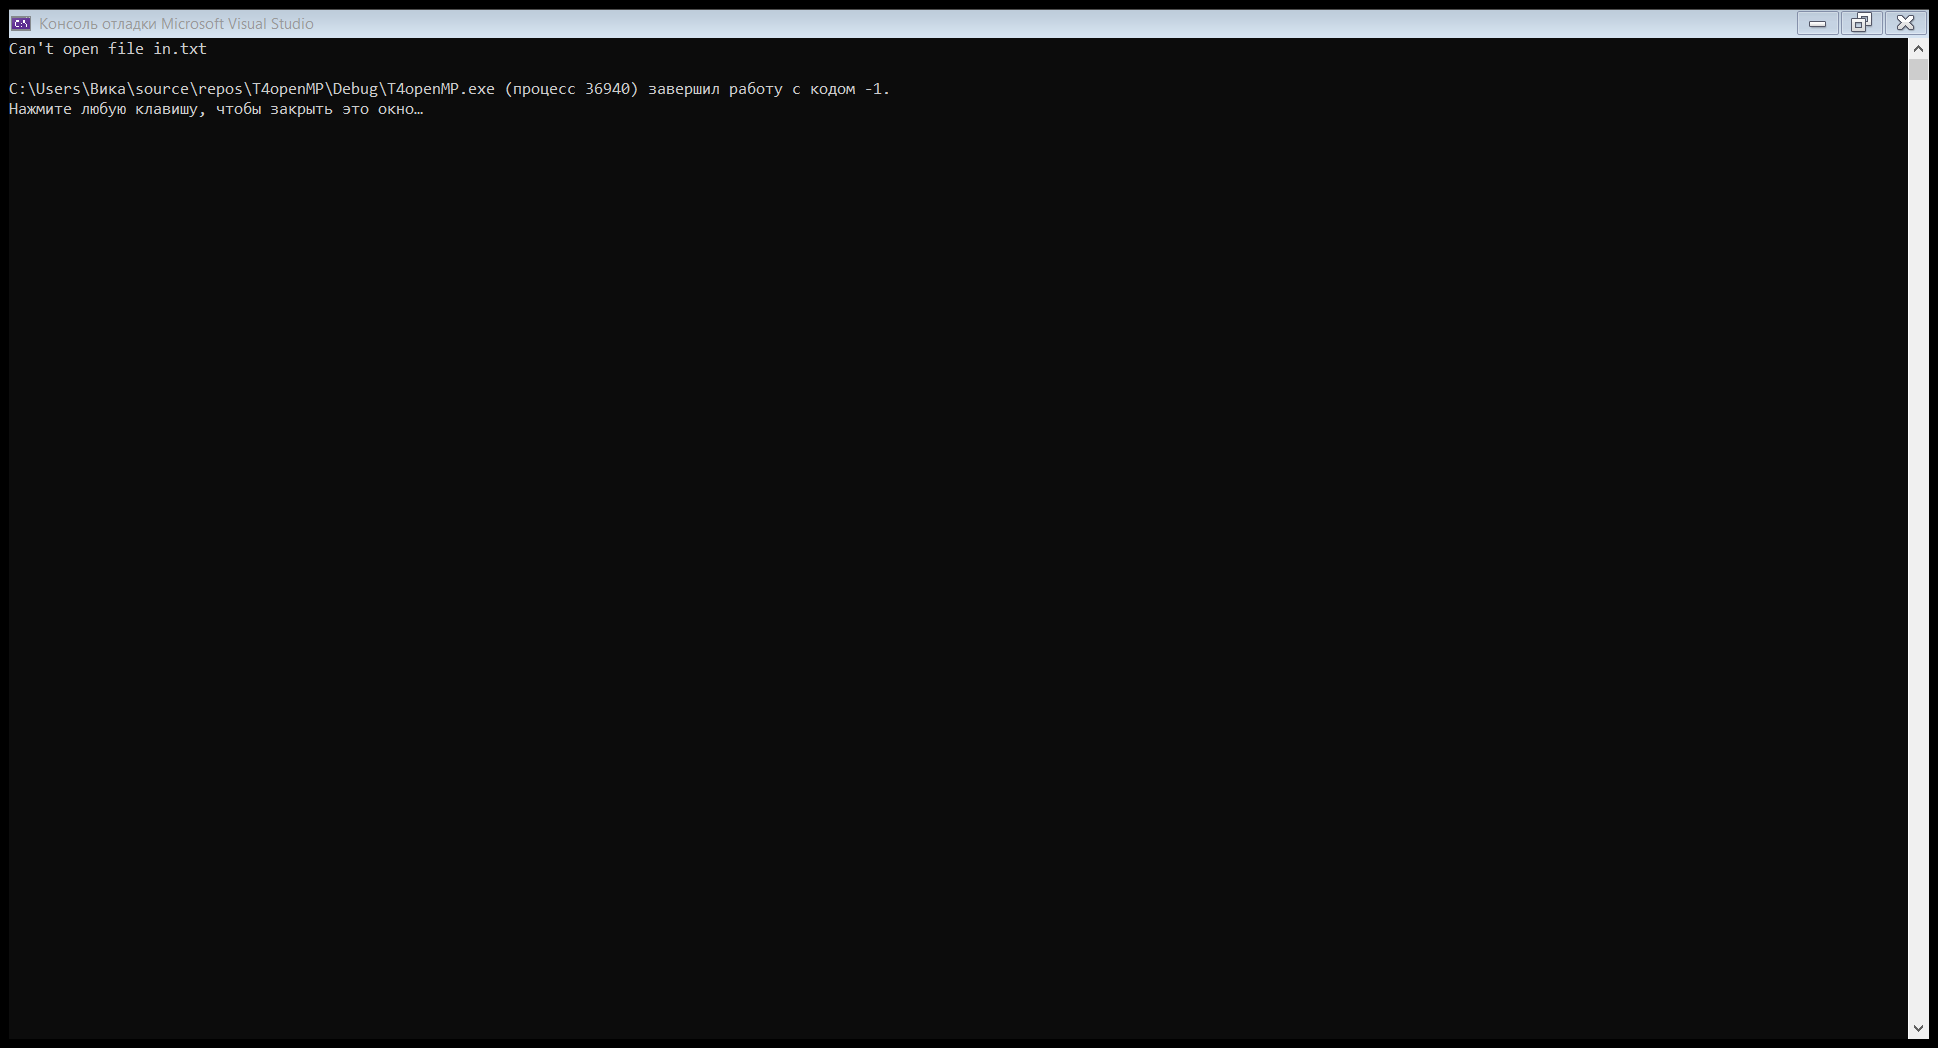 Консоль отладки Microsoft Visual Studio
Can't open file in.txt
C:\Users\Вика\source\repos\T4openMP\Debug\T4openMP.exe (процесс 36940) завершил работу с кодом -1.
Нажмите любую клавишу, чтобы закрыть это окно…